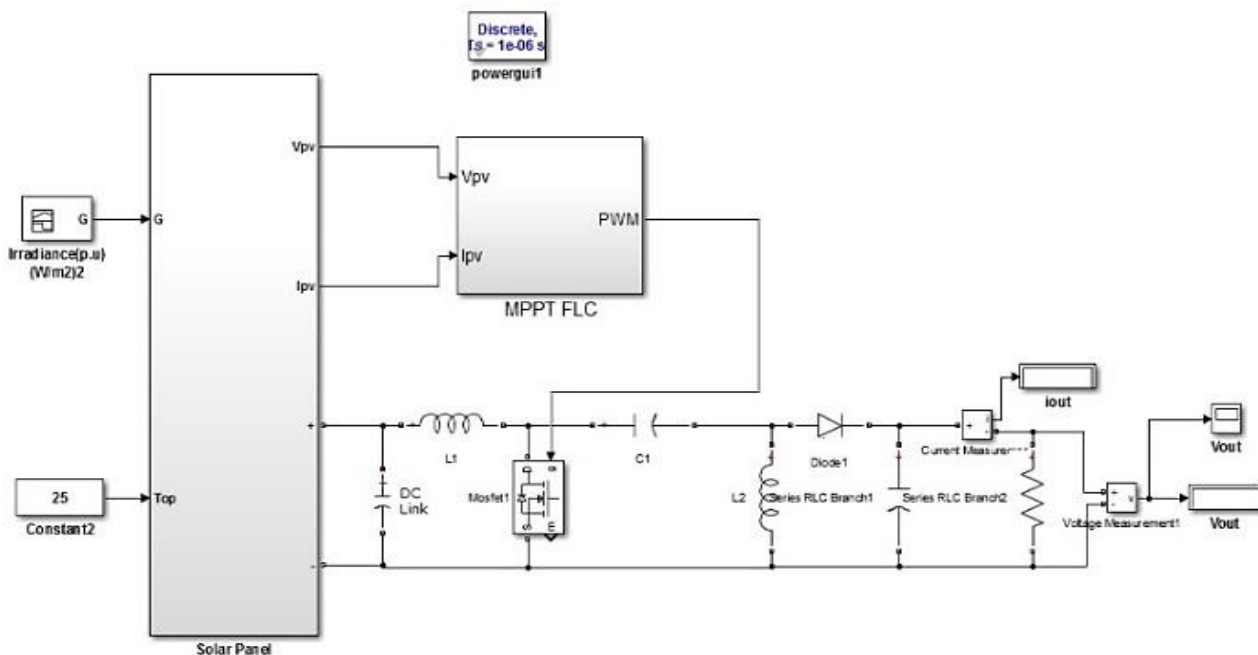 Discrete,
Ts = 1e-06 s
powergui1
Vpv
Vpv
G
G
PWM
Irradiance(p.u)
(W/m2)2
Ipv
Ipv
MPPT FLC
iout
+
+
-
Vout
L1
C1
Diode1
Current Measurer
25
Top
Constant2
DC
Link
Mosfet1
g
D
S
m
L2
Series RLC Branch1
Series RLC Branch2
+
-
v
Voltage Measurement1
Vout
-
Solar Panel